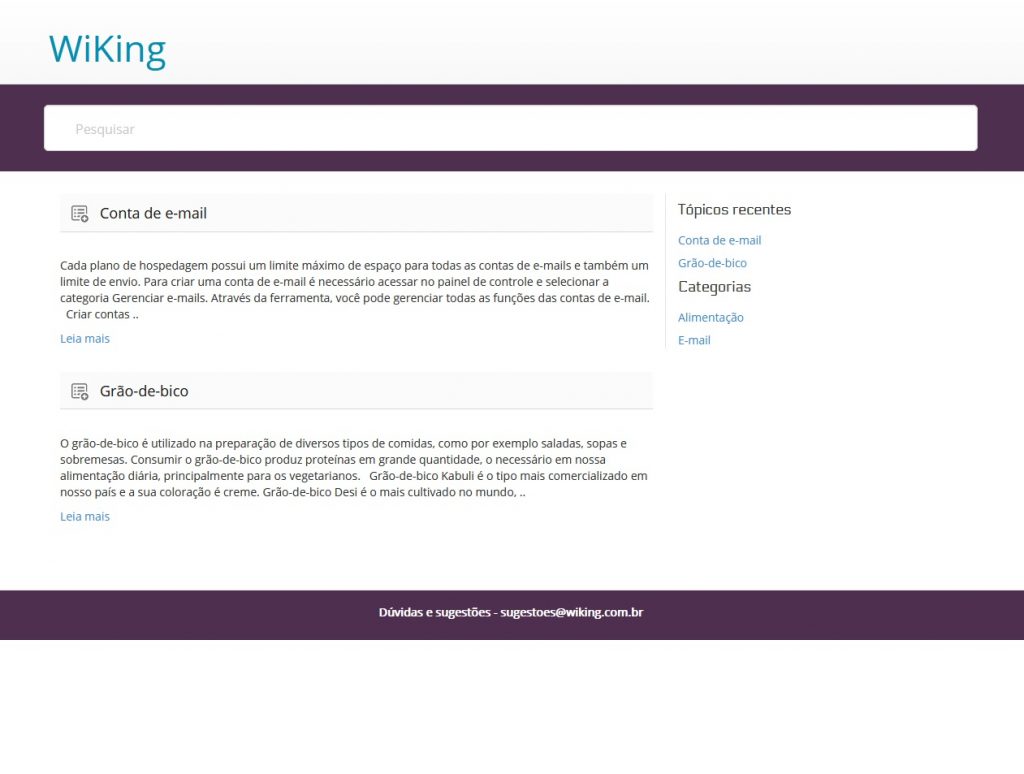 WiKing
Pesquisar
Conta de e-mail
Cada plano de hospedagem possui um limite máximo de espaço para todas as contas de e-mails e também um
limite de envio. Para criar uma conta de e-mail é necessário acessar no painel de controle e selecionar a
categoria Gerenciar e-mails. Através da ferramenta, você pode gerenciar todas as funções das contas de e-mail.
Criar contas ..
Leia mais
Grão-de-bico
O grão-de-bico é utilizado na preparação de diversos tipos de comidas, como por exemplo saladas, sopas e
sobremesas. Consumir o grão-de-bico produz proteínas em grande quantidade, o necessário em nossa
alimentação diária, principalmente para os vegetarianos.   Grão-de-bico Kabuli é o tipo mais comercializado em
nosso país e a sua coloração é creme. Grão-de-bico Desi é o mais cultivado no mundo, ..
Leia mais
Tópicos recentes
Conta de e-mail
Grão-de-bico
Categorias
Alimentação
E-mail
Dúvidas e sugestões - sugestoes@wiking.com.br